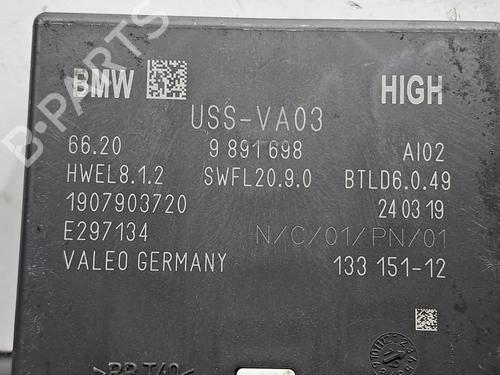 BMW HIGH
USS-VA03
66.20 9 891 698 AI02
HWEL8.1.2 SWFL20.9.0 BTLD6.0.49
1907903720 24 03 19
E297134 N/C/01/PN/01
VALEO GERMANY 133 151-12
B-PARTS
>PBT40<